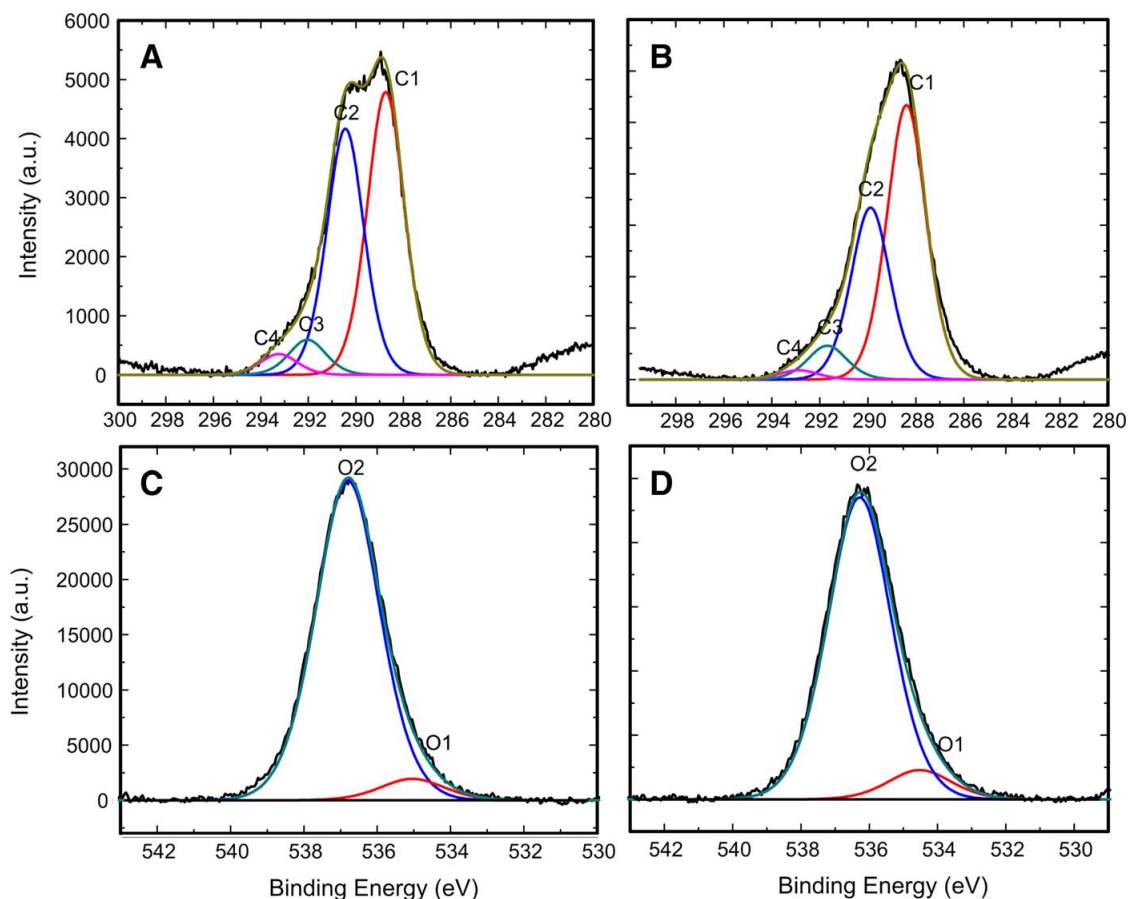 A
C1
C2
C4
C3
6000
5000
4000
3000
2000
1000
0
Intensity (a.u.)
300 298 296 294 292 290 288 286 284 282 280
B
C1
C2
C3
C4
298 296 294 292 290 288 286 284 282 280
C
O2
O1
30000
25000
20000
15000
10000
5000
0
Intensity (a.u.)
542 540 538 536 534 532 530
Binding Energy (eV)
D
O2
O1
542 540 538 536 534 532 530
Binding Energy (eV)